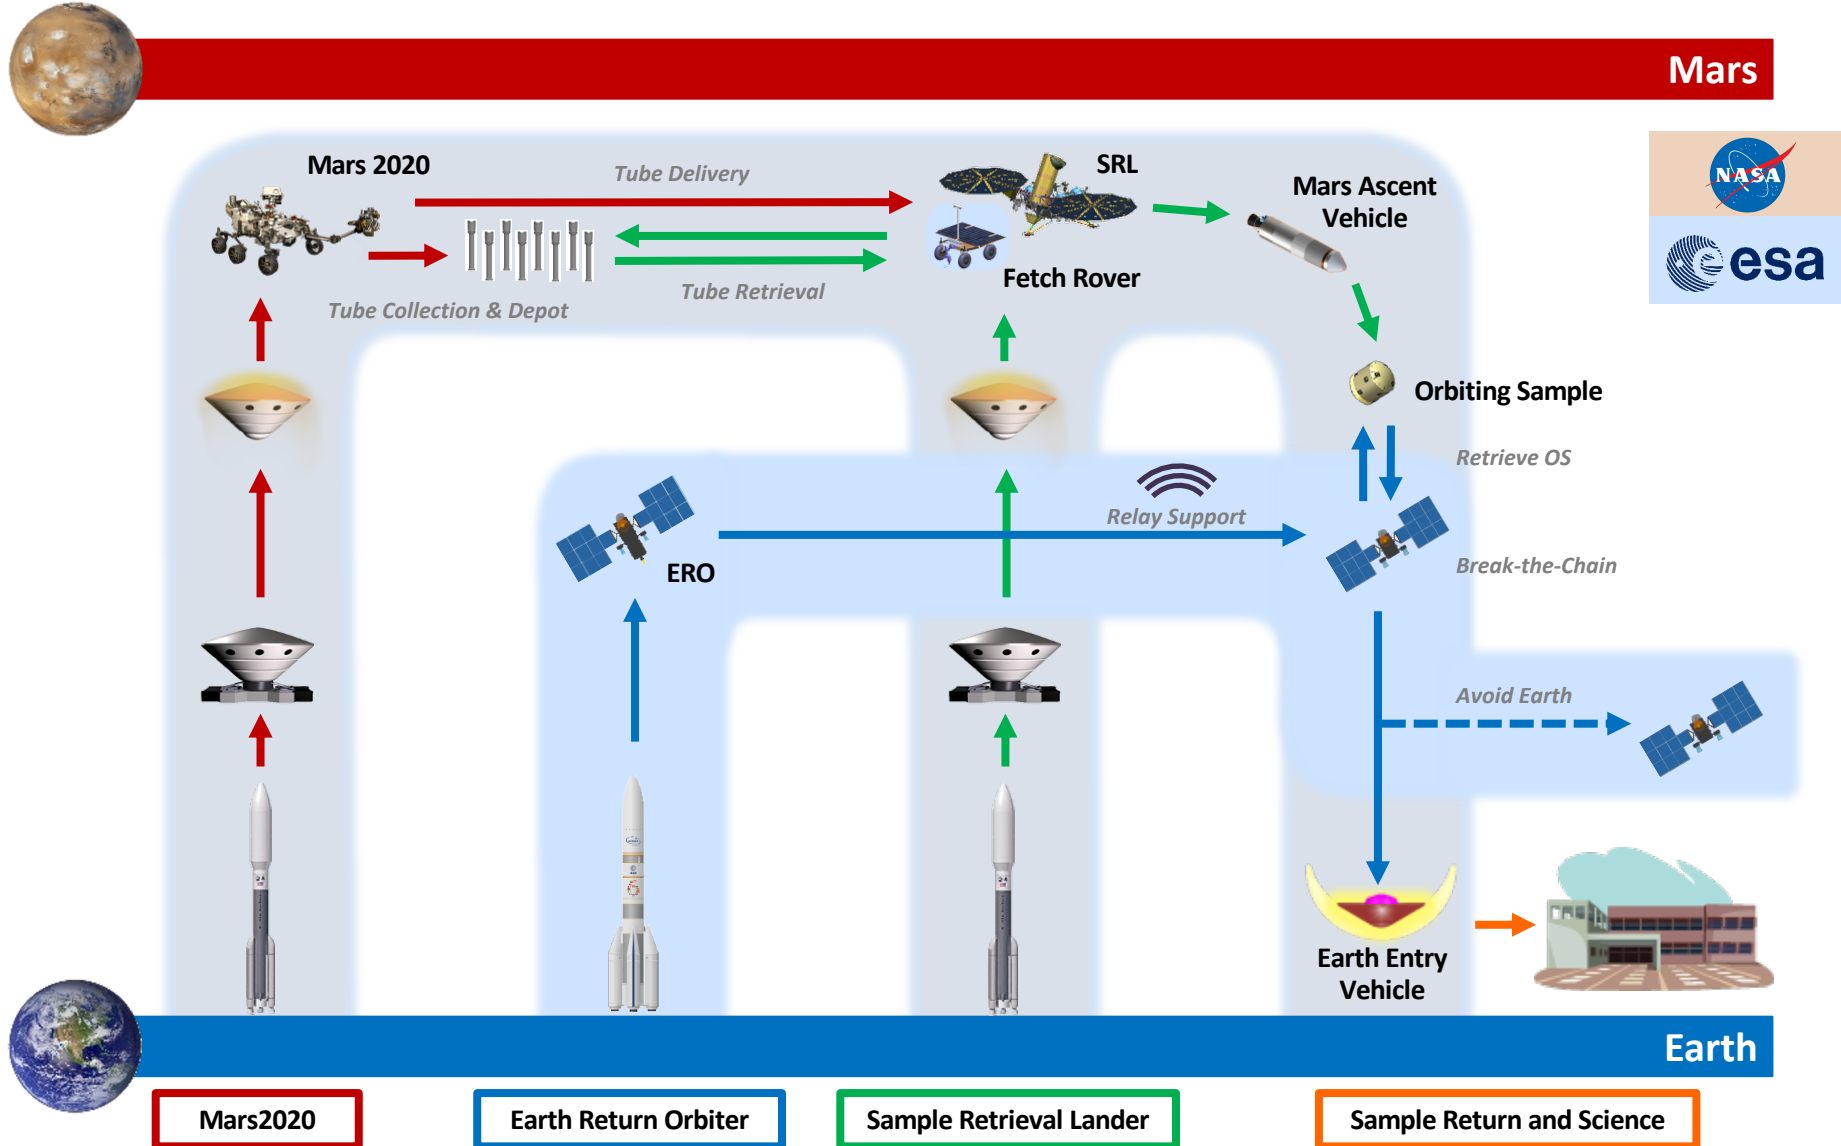 Mars
Mars 2020
Tube Delivery
SRL
Mars Ascent
Vehicle
NASA
esa
Fetch Rover
Tube Retrieval
Tube Collection & Depot
Orbiting Sample
Retrieve OS
Relay Support
ERO
Break-the-Chain
Avoid Earth
Earth Entry
Vehicle
Earth
Mars2020
Earth Return Orbiter
Sample Retrieval Lander
Sample Return and Science